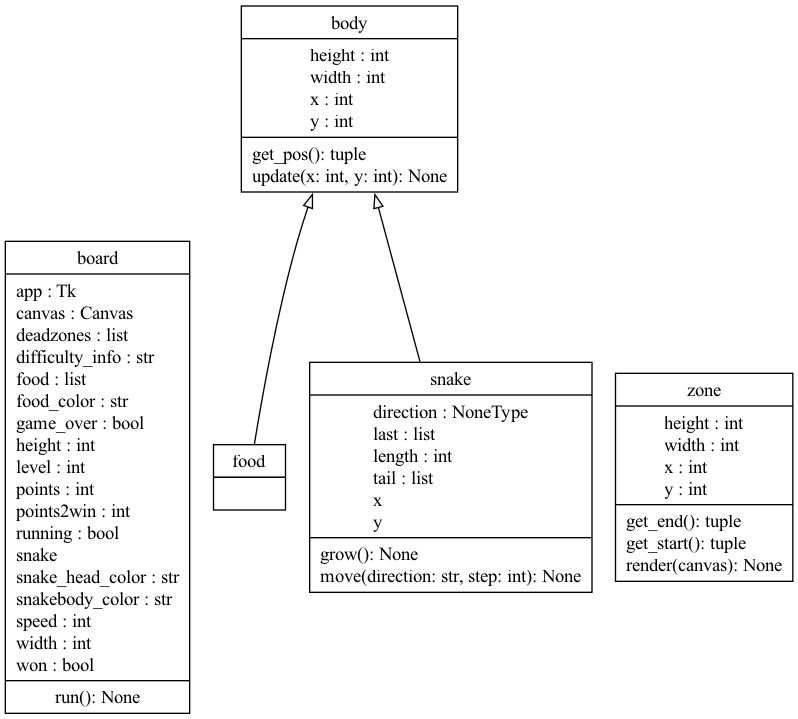 body
height : int
width : int
x : int
y : int
get_pos(): tuple
update(x: int, y: int): None
board
app : Tk
canvas : Canvas
deadzones : list
difficulty_info : str
food : list
food_color : str
game_over : bool
height : int
level : int
points : int
points2win : int
running : bool
snake
snake_head_color : str
snakebody_color : str
speed : int
width : int
won : bool
run(): None
food
snake
direction : NoneType
last : list
length : int
tail : list
x
y
grow(): None
move(direction: str, step: int): None
zone
height : int
width : int
x : int
y : int
get_end(): tuple
get_start(): tuple
render(canvas): None